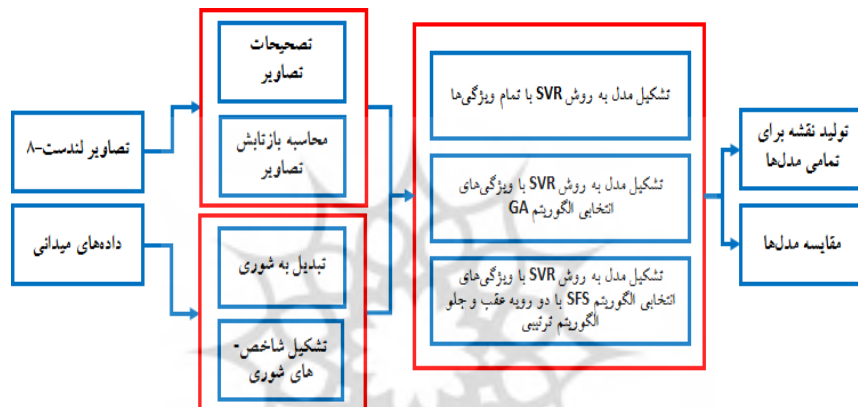 تصاویر لندست-۸
داده‌های میدانی
تصحیحات
تصاویر
محاسبه بازتابش
تصاویر
تبدیل به شوری
تشکیل شاخص-
های شوری
تشکیل مدل به روش SVR با تمام ویژگی‌ها
تشکیل مدل به روش SVR با ویژگی‌های
انتخابی الگوریتم GA
تشکیل مدل به روش SVR با ویژگی‌های
انتخابی الگوریتم SFS با دو رویه عقب و جلو
الگوریتم ترتیبی
تولید نقشه برای
تمامی مدل‌ها
مقایسه مدل‌ها